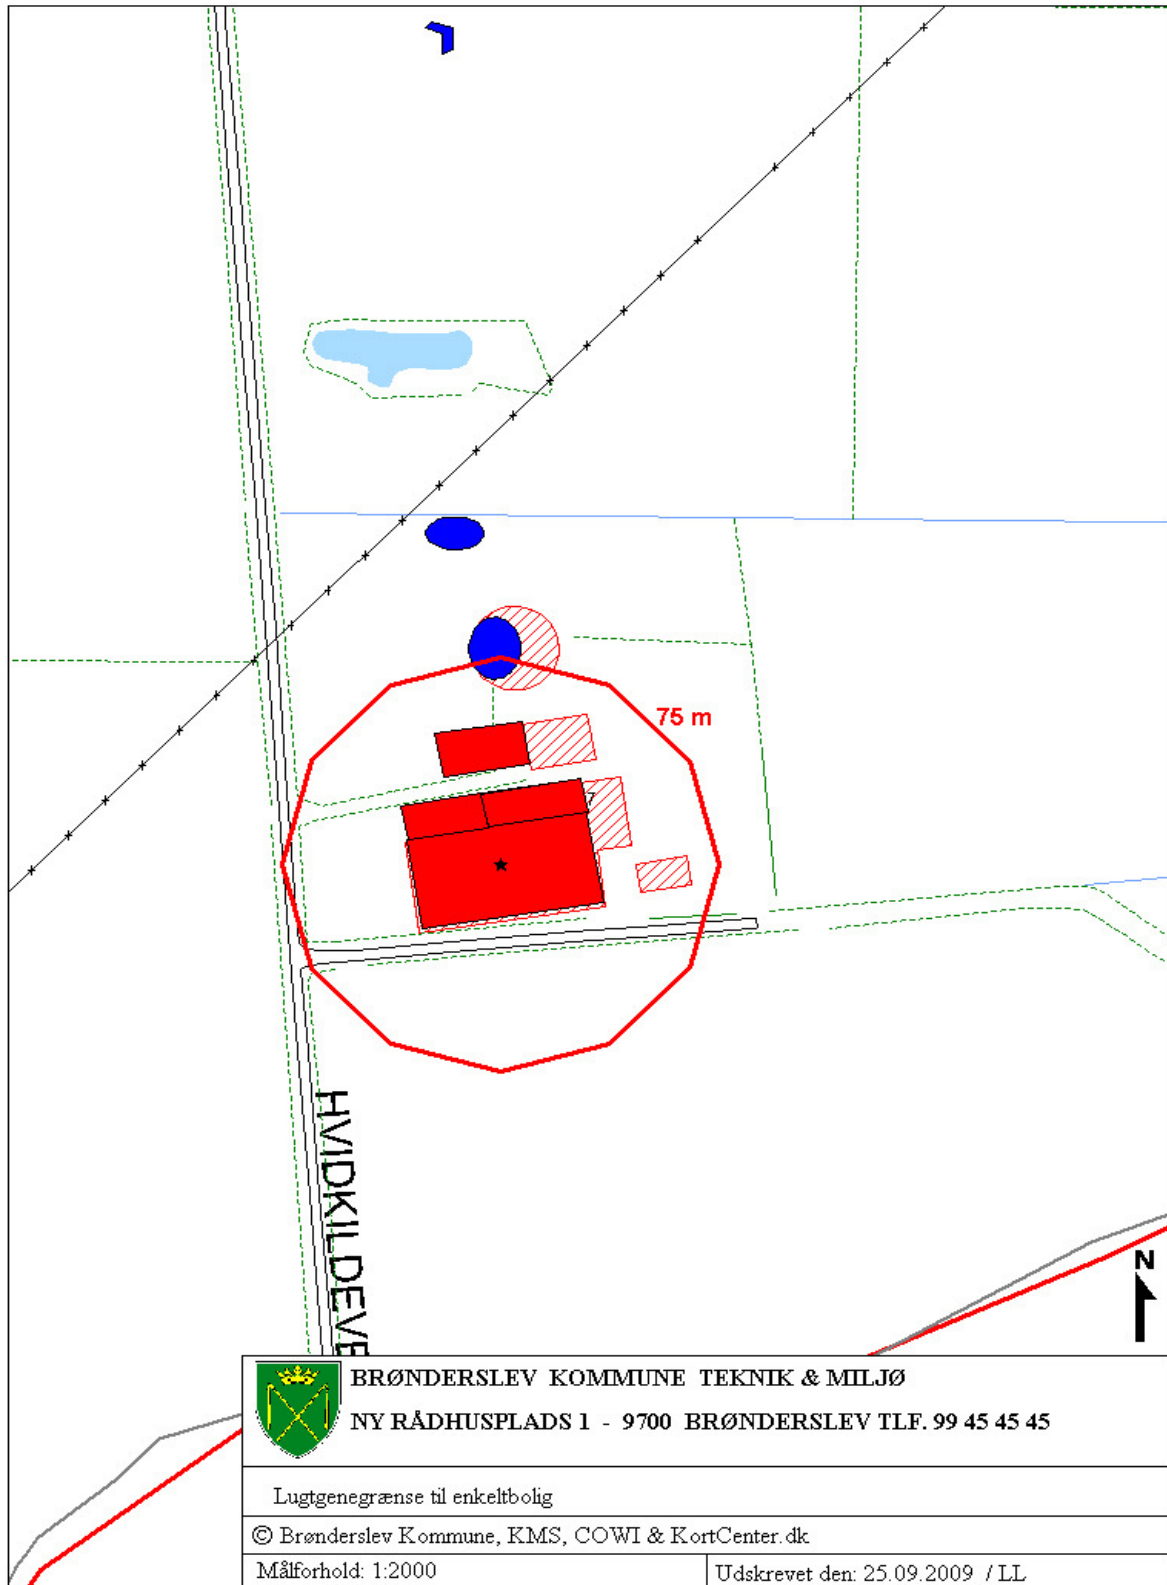 75 m
7
HVIDKILDEVE
N
BRØNDERSLEV KOMMUNE TEKNIK & MILJØ
NY RÅDHUSPLADS 1 - 9700 BRØNDERSLEV TLF. 99 45 45 45
Lugtgenegrænse til enkeltbolig
© Brønderslev Kommune, KMS, COWI & KortCenter.dk
Målforhold: 1:2000
Udskrevet den: 25.09.2009 / LL